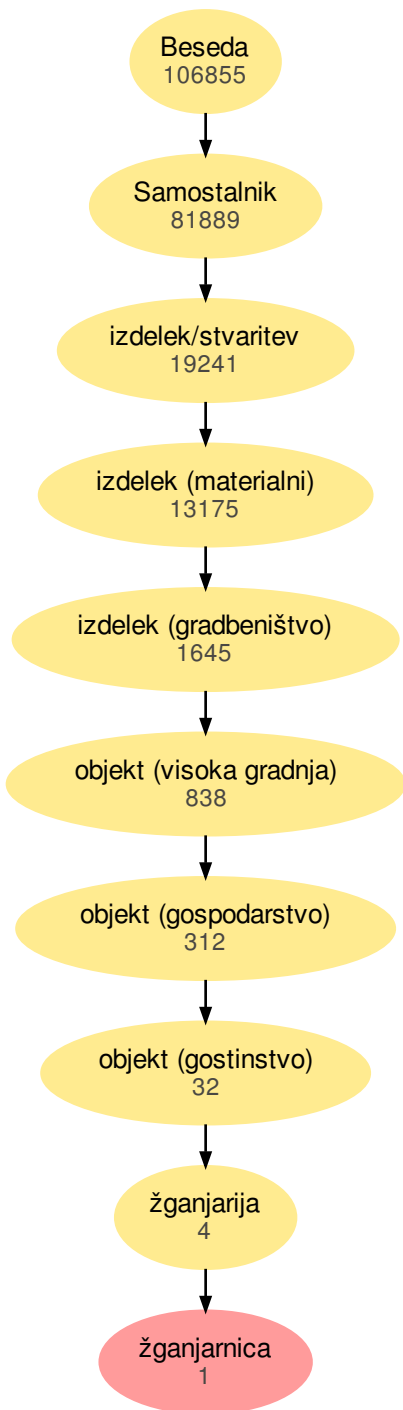 Beseda
106855
Samostalnik
81889
izdelek/stvaritev
19241
izdelek (materialni)
13175
izdelek (gradbeništvo)
1645
objekt (visoka gradnja)
838
objekt (gospodarstvo)
312
objekt (gostinstvo)
32
žganjarija
4
žganjarnica
1